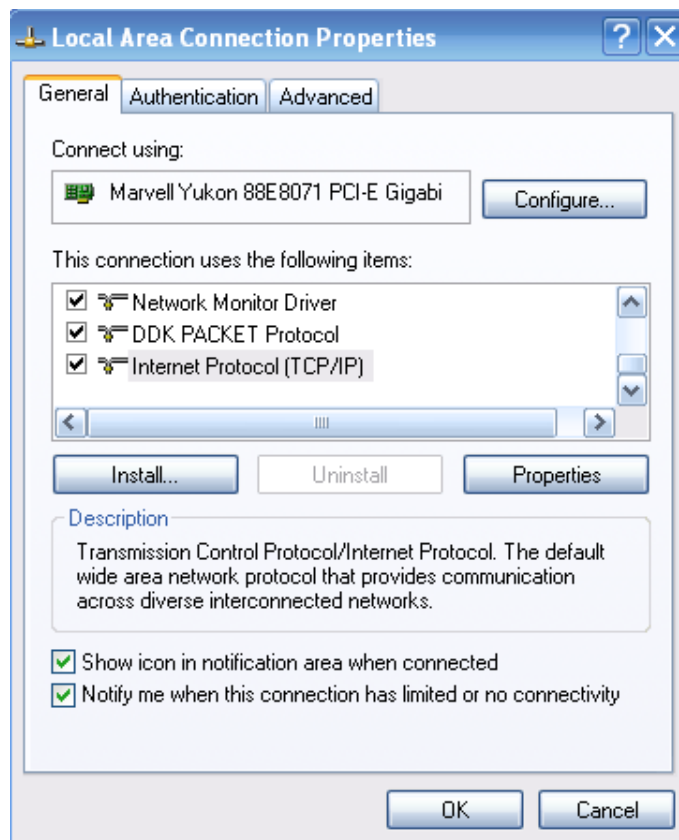 Local Area Connection Properties
General Authentication Advanced
Connect using:
Marvell Yukon 88E8071 PCI-E Gigabi
Configure...
This connection uses the following items:
Network Monitor Driver
DDK PACKET Protocol
Internet Protocol (TCP/IP)
Install... Uninstall Properties
Description
Transmission Control Protocol/Internet Protocol. The default
wide area network protocol that provides communication
across diverse interconnected networks.
Show icon in notification area when connected
Notify me when this connection has limited or no connectivity
OK Cancel